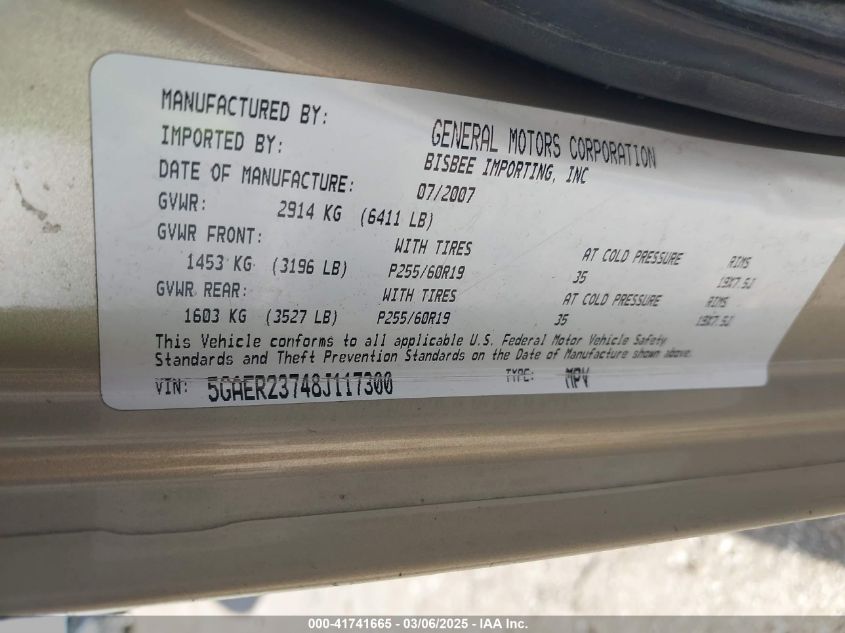 MANUFACTURED BY: GENERAL MOTORS CORPORATION
IMPORTED BY: BISBEE IMPORTING, INC
DATE OF MANUFACTURE: 07/2007
GVWR: 2914 KG (6411 LB)
GVWR FRONT: WITH TIRES AT COLD PRESSURE RIMS
1453 KG (3196 LB) P255/60R19 35 19X7.5J
GVWR REAR: WITH TIRES AT COLD PRESSURE RIMS
1603 KG (3527 LB) P255/60R19 35 19X7.5J
This Vehicle conforms to all applicable U.S. Federal Motor Vehicle Safety
Standards and Theft Prevention Standards on the Date of Manufacture shown above.
VIN: 5GAER23748J117300 TYPE: MPV
000-41741665 - 03/06/2025 - IAA Inc.